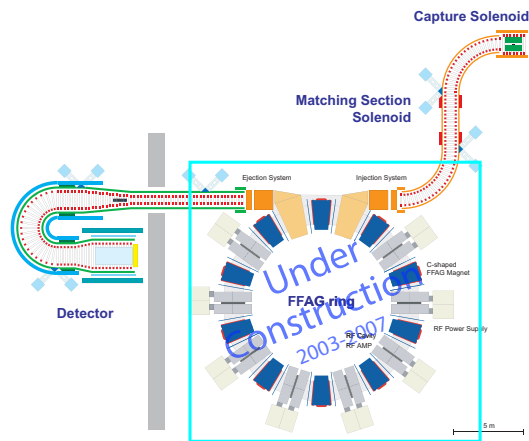 Capture Solenoid
Matching Section
Solenoid
Ejection System
Injection System
C-shaped
FFAG Magnet
Under
Construction
2003-2007
FFAG ring
RF Power Supply
RF Cavity
RF AMP
Detector
5 m